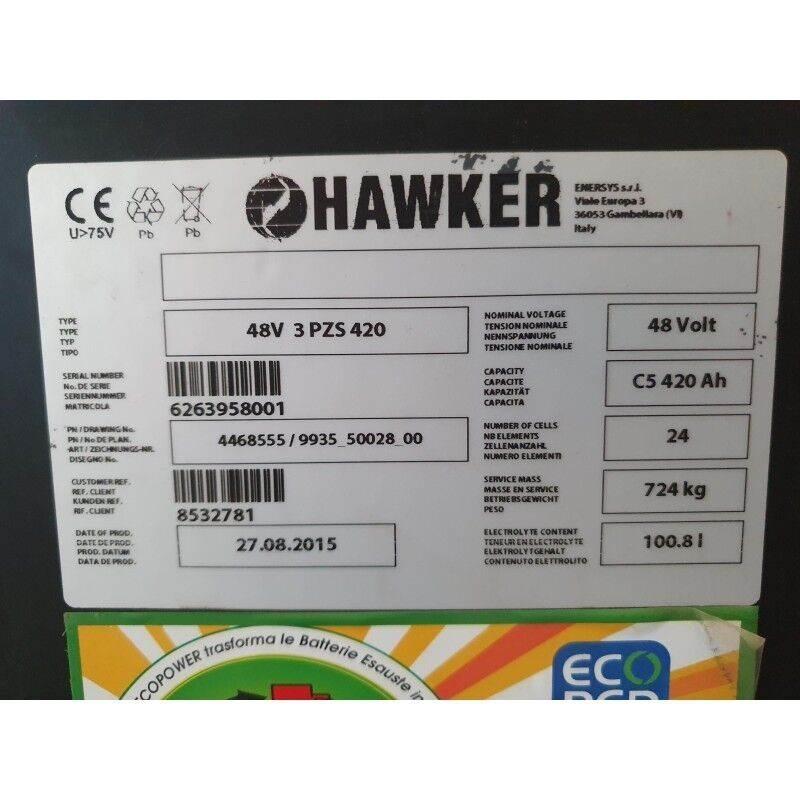 CE
U>75V
Pb
Pb
HAWKER
ENERSYS s.r.l.
Viale Europa 3
36053 Gambellara (VI)
Italy
TYPE
TYPE
TYP
TIPO
48V 3 PZS 420
NOMINAL VOLTAGE
TENSION NOMINALE
NENNSPANNUNG
TENSIONE NOMINALE
48 Volt
SERIAL NUMBER
No. DE SERIE
SERIENNUMMER
MATRICOLA
6263958001
CAPACITY
CAPACITE
KAPAZITÄT
CAPACITA
C5 420 Ah
PN / DRAWING No.
PN / No DE PLAN.
ART / ZEICHNUNGS-NR.
DISEGNO No.
4468555 / 9935_50028_00
NUMBER OF CELLS
NB ELEMENTS
ZELLENANZAHL
NUMERO ELEMENTI
24
CUSTOMER REF.
REF. CLIENT
KUNDEN REF.
RIF. CLIENT
8532781
SERVICE MASS
MASSE EN SERVICE
BETRIEBSGEWICHT
PESO
724 kg
DATE OF PROD.
DATE DE PROD.
PROD. DATUM
DATA DE PROD.
27.08.2015
ELECTROLYTE CONTENT
TENEUR EN ELECTROLYTE
ELEKTROLYTGEHALT
CONTENUTO ELETTROLITO
100.8 l
ECOPOWER trasforma le Batterie Esauste in
ECO